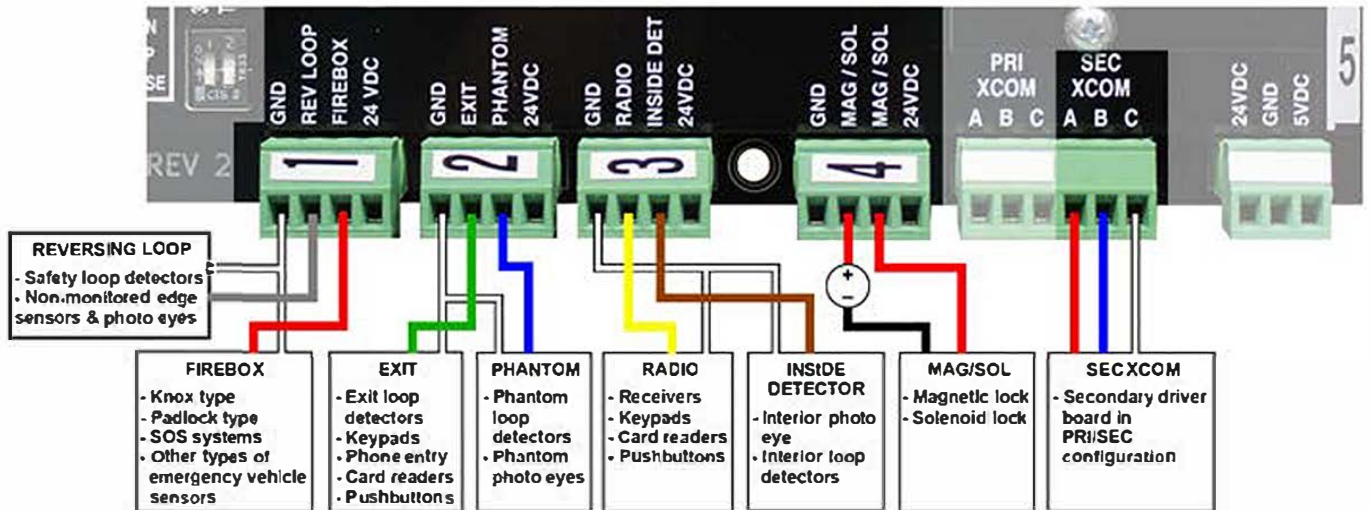 GND
REV LOOP
FIREBOX
24 VDC
GND
EXIT
PHANTOM
24VDC
GND
RADIO
INSIDE DET
24VDC
GND
MAG / SOL
MAG / SOL
24VDC
PRI
XCOM
A B C
SEC
XCOM
A B C
24VDC
GND
5VDC
5
SE
REV 2
1
2
3
4
REVERSING LOOP
- Safety loop detectors
- Non-monitored edge
sensors & photo eyes
FIREBOX
- Knox type
- Padlock type
- SOS systems
- Other types of
emergency vehicle
sensors
EXIT
- Exit loop
detectors
- Keypads
- Phone entry
- Card readers
- Pushbuttons
PHANTOM
- Phantom
loop
detectors
- Phantom
photo eyes
RADIO
- Receivers
- Keypads
- Card readers
- Pushbuttons
INSIDE
DETECTOR
- Interior photo
eye
- Interior loop
detectors
+
–
MAG/SOL
- Magnetic lock
- Solenoid lock
SEC XCOM
- Secondary driver
board in
PRI/SEC
configuration